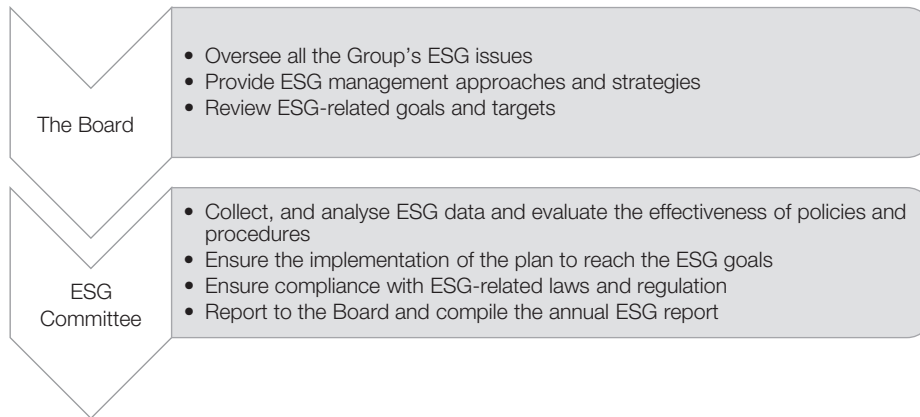 The Board
• Oversee all the Group's ESG issues
• Provide ESG management approaches and strategies
• Review ESG-related goals and targets
ESG
Committee
• Collect, and analyse ESG data and evaluate the effectiveness of policies and
procedures
• Ensure the implementation of the plan to reach the ESG goals
• Ensure compliance with ESG-related laws and regulation
• Report to the Board and compile the annual ESG report